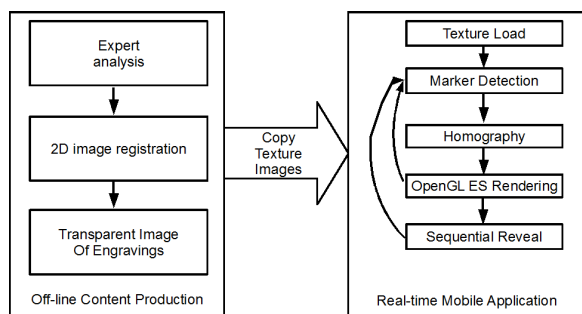 Expert
analysis
2D image registration
Transparent Image
Of Engravings
Off-line Content Production
Copy
Texture
Images
Texture Load
Marker Detection
Homography
OpenGL ES Rendering
Sequential Reveal
Real-time Mobile Application